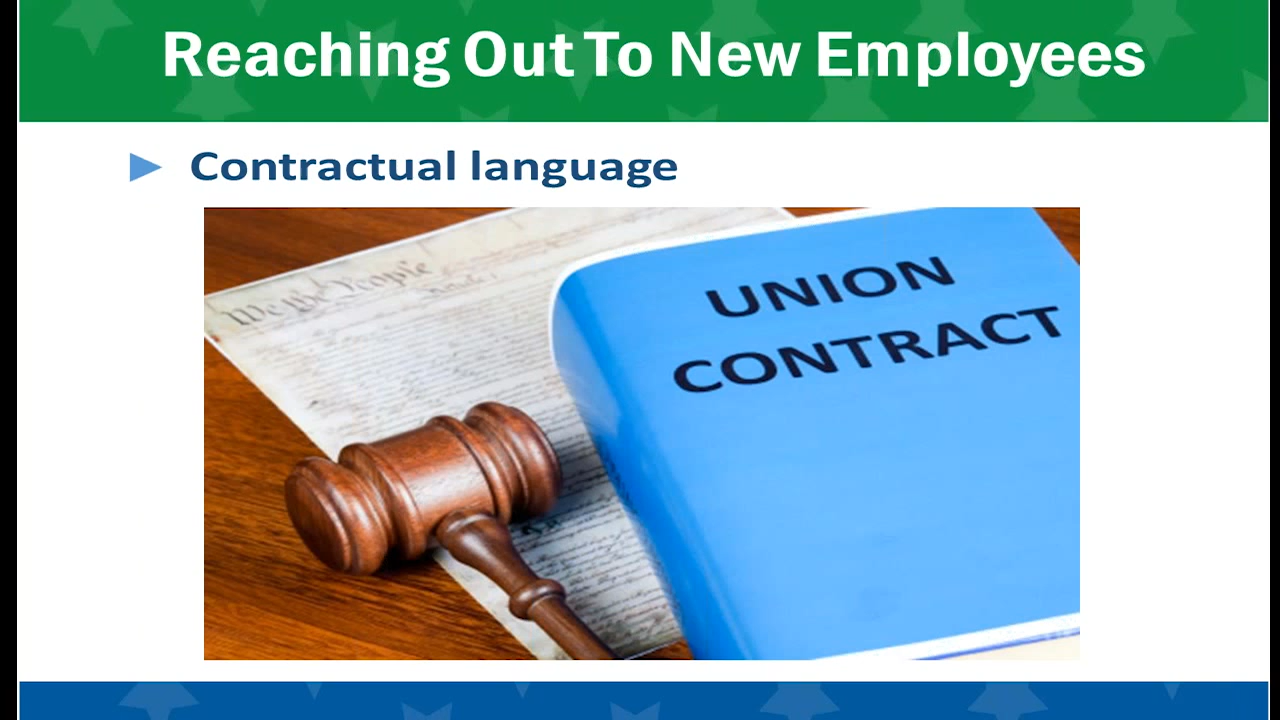 Reaching Out To New Employees
Contractual language
We the People
UNION
CONTRACT